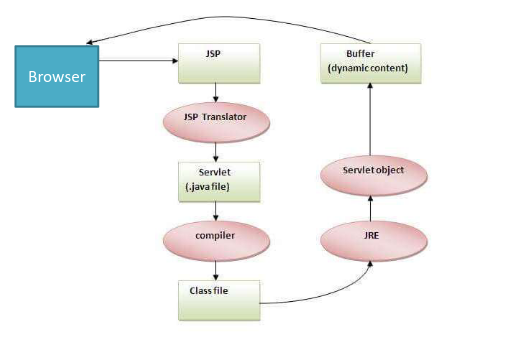 Browser
JSP
JSP Translator
Servlet
(.java file)
compiler
Class file
Buffer
(dynamic content)
Servlet object
JRE